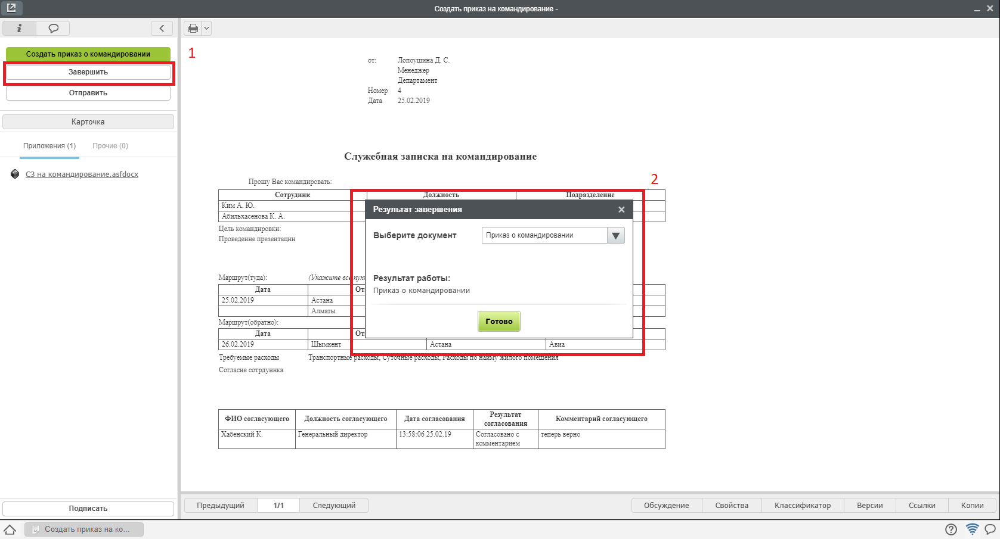 Создать приказ на командирование -
Создать приказ о командировании
Завершить
Отправить
Карточка
Приложения (1) Прочие (0)
СЗ на командирование.asfdocx
Подписать
1
от: Лопоушина Д. С.
Менеджер
Департамент
Номер 4
Дата 25.02.2019
Служебная записка на командирование
2
Прошу Вас командировать:
Сотрудник Должность Подразделение
Ким А. Ю.
Абильхасенова К. А.
Цель командировки:
Проведение презентации
Результат завершения
Выберите документ Приказ о командировании
Результат работы:
Приказ о командировании
Готово
Маршрут(туда): (Укажите все пун
Дата От
25.02.2019 Астана
Алматы
Маршрут(обратно):
Дата От
26.02.2019 Шымкент Астана Авиа
Требуемые расходы Транспортные расходы, Суточные расходы, Расходы по найму жилого помещения
Согласие сотрдуника
ФИО согласующего Должность согласующего Дата согласования Результат согласования Комментарий согласующего
Хабенский К. Генеральный директор 13:58:06 25.02.19 Согласовано с комментарием теперь верно
Предыдущий 1/1 Следующий Обсуждение Свойства Классификатор Версии Ссылки Копии
Создать приказ на ко...